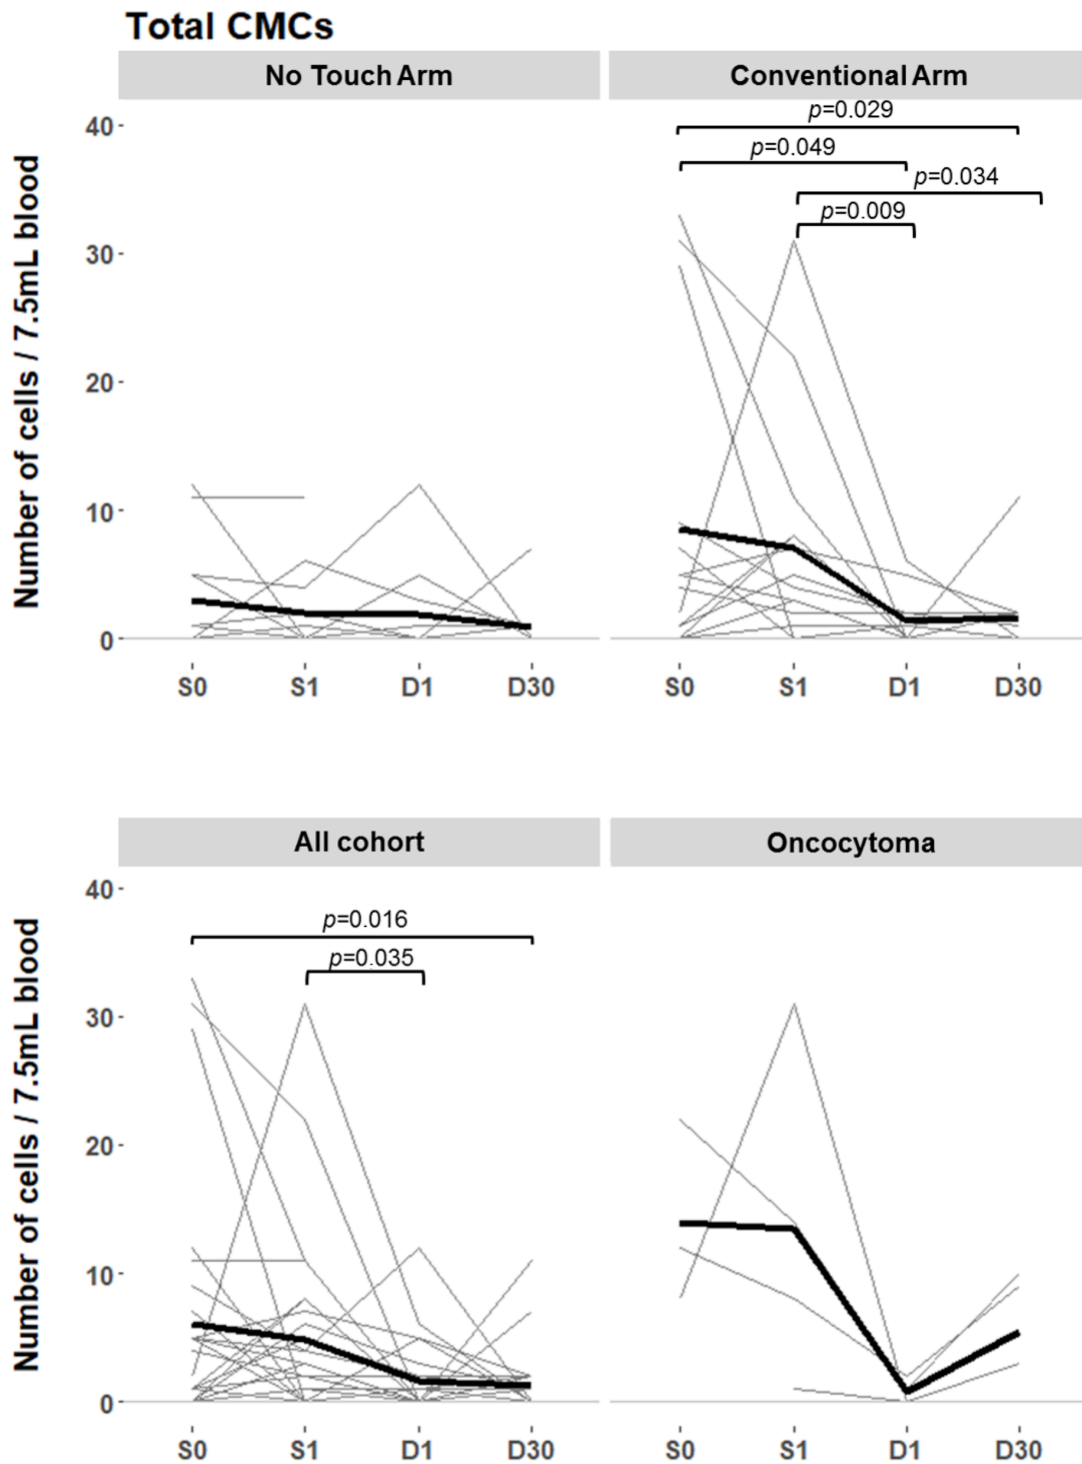 Total CMCs
No Touch Arm
Conventional Arm
Number of cells / 7.5mL blood
40
30
20
10
0
p=0.029
p=0.049
p=0.034
p=0.009
S0 S1 D1 D30
S0 S1 D1 D30
All cohort
Oncocytoma
Number of cells / 7.5mL blood
40
30
20
10
0
p=0.016
p=0.035
S0 S1 D1 D30
S0 S1 D1 D30